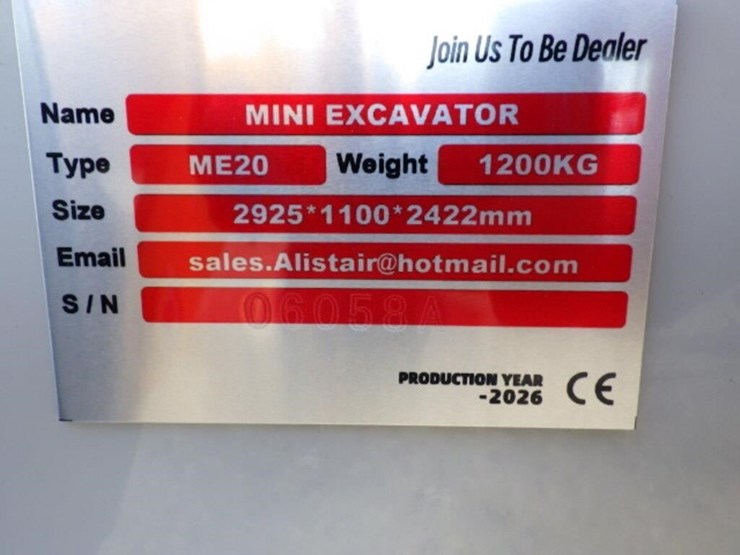 Join Us To Be Dealer
Name MINI EXCAVATOR
Type ME20 Weight 1200KG
Size 2925*1100*2422mm
Email sales.Alistair@hotmail.com
S / N 06058A
PRODUCTION YEAR
-2026 CE